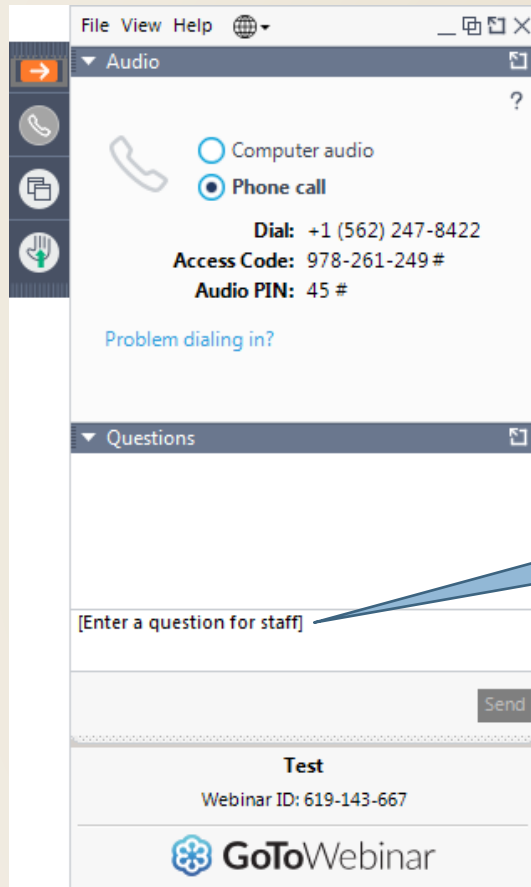 File View Help
Audio
?
Computer audio
Phone call
Dial: +1 (562) 247-8422
Access Code: 978-261-249 #
Audio PIN: 45 #
Problem dialing in?
Questions
[Enter a question for staff]
Send
Test
Webinar ID: 619-143-667
GoToWebinar